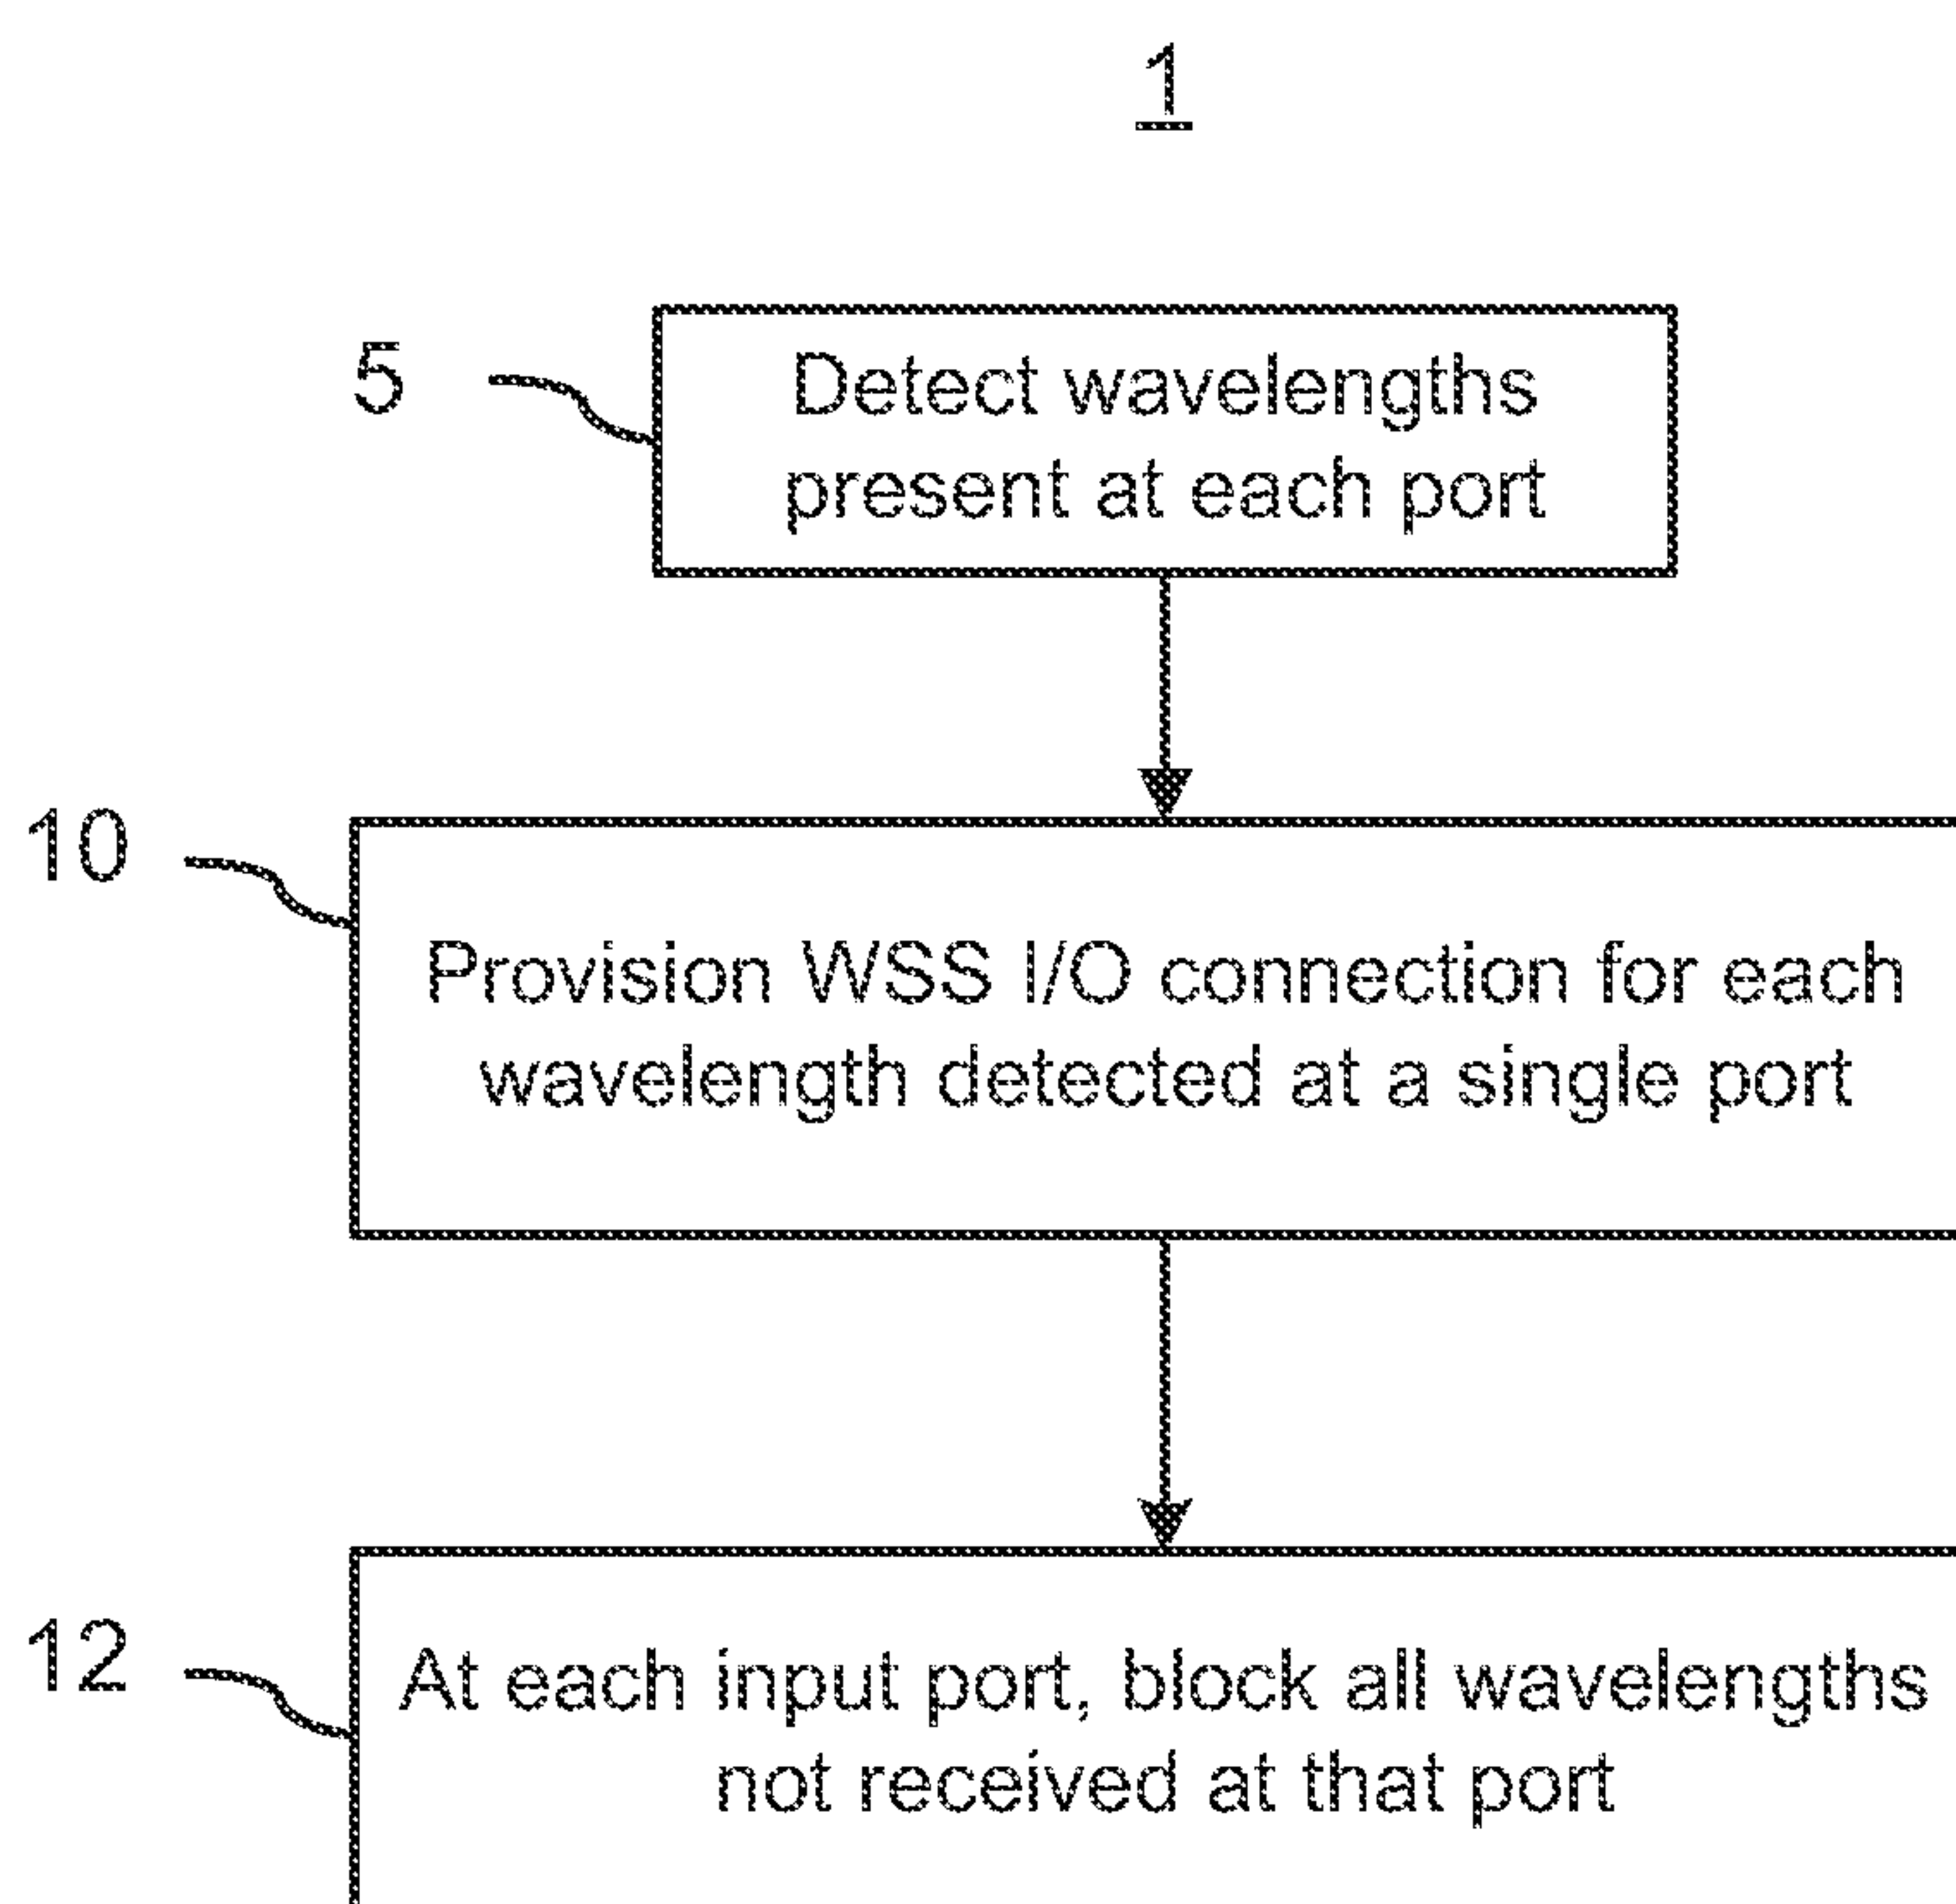 1
5
Detect wavelengths
present at each port
10
Provision WSS I/O connection for each
wavelength detected at a single port
12
At each input port, block all wavelengths
not received at that port